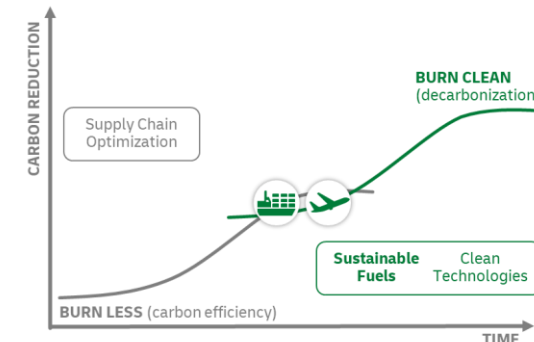 CARBON REDUCTION
BURN CLEAN
(decarbonization
Supply Chain
Optimization
Sustainable Clean
Fuels Technologies
BURN LESS (carbon efficiency)
TIME